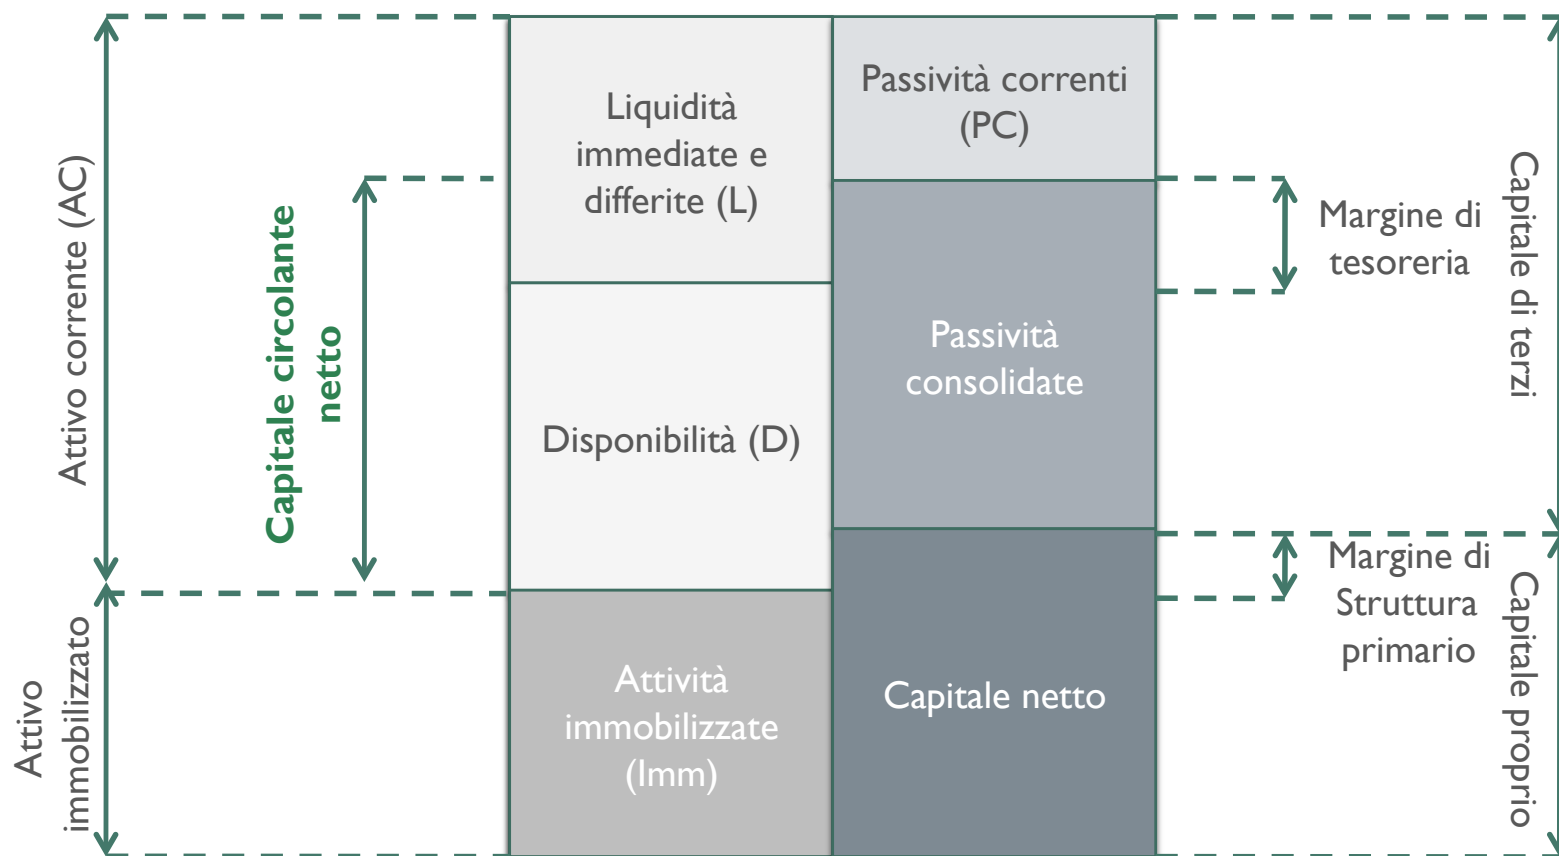 Attivo corrente (AC)
Attivo
immobilizzato
Capitale circolante
netto
Liquidità
immediate e
differite (L)
Disponibilità (D)
Attività
immobilizzate
(Imm)
Passività correnti
(PC)
Passività
consolidate
Capitale netto
Margine di
tesoreria
Margine di
Struttura
primario
Capitale di terzi
Capitale proprio